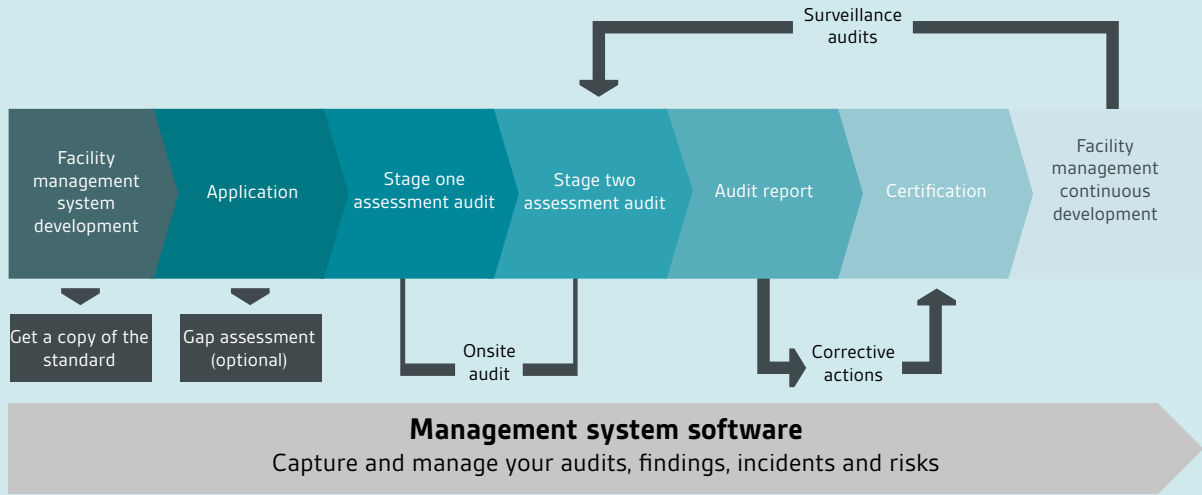 Surveillance
audits
Facility
management
system
development
Application
Stage one
assessment audit
Stage two
assessment audit
Audit report
Certification
Facility
management
continuous
development
Get a copy of the
standard
Gap assessment
(optional)
Onsite
audit
Corrective
actions
Management system software
Capture and manage your audits, findings, incidents and risks